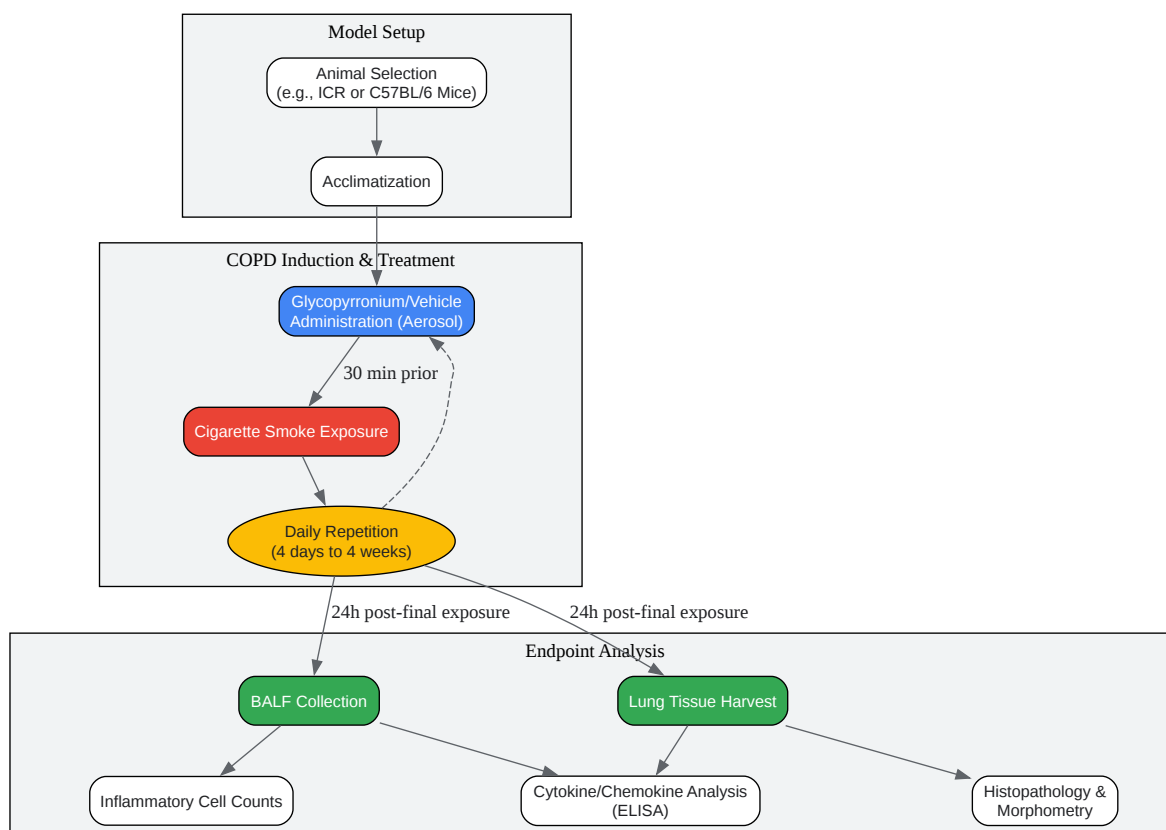 Model Setup
Animal Selection
(e.g., ICR or C57BL/6 Mice)
Acclimatization
COPD Induction & Treatment
Glycopyrronium/Vehicle
Administration (Aerosol)
30 min prior
Cigarette Smoke Exposure
Daily Repetition
(4 days to 4 weeks)
24h post-final exposure
24h post-final exposure
Endpoint Analysis
BALF Collection
Lung Tissue Harvest
Inflammatory Cell Counts
Cytokine/Chemokine Analysis
(ELISA)
Histopathology &
Morphometry